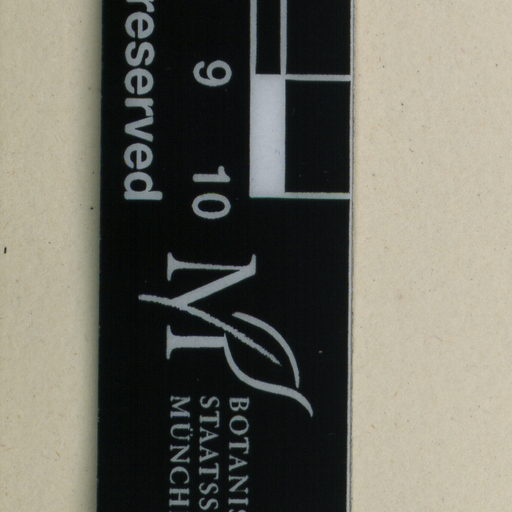 reserved
9 10
M
BOTANIS
STAATSS
MÜNCH